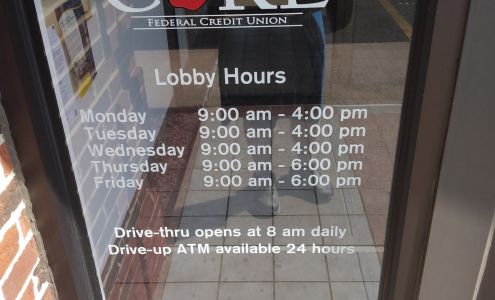 CORE
FEDERAL CREDIT UNION
Lobby Hours
Monday 9:00 am - 4:00 pm
Tuesday 9:00 am - 4:00 pm
Wednesday 9:00 am - 4:00 pm
Thursday 9:00 am - 6:00 pm
Friday 9:00 am - 6:00 pm
Drive-thru opens at 8 am daily
Drive-up ATM available 24 hours